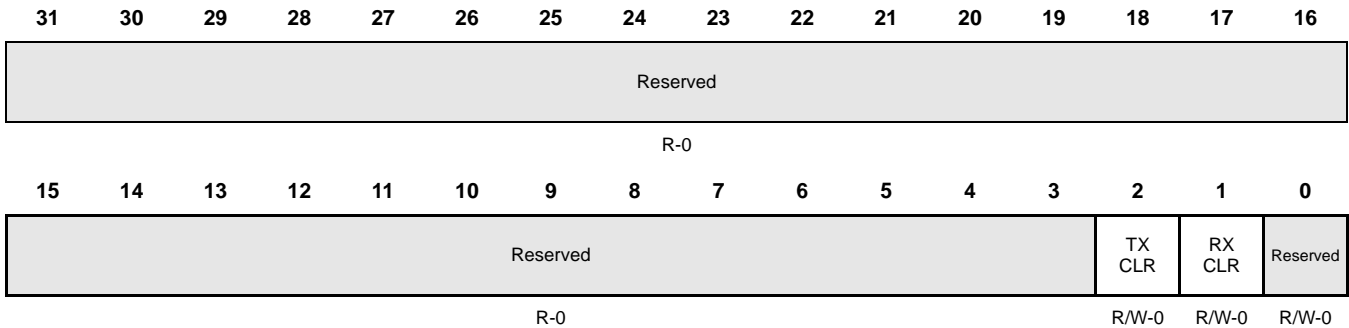 31 30 29 28 27 26 25 24 23 22 21 20 19 18 17 16
Reserved
R-0
15 14 13 12 11 10 9 8 7 6 5 4 3 2 1 0
Reserved TX CLR RX CLR Reserved
R-0 R/W-0 R/W-0 R/W-0